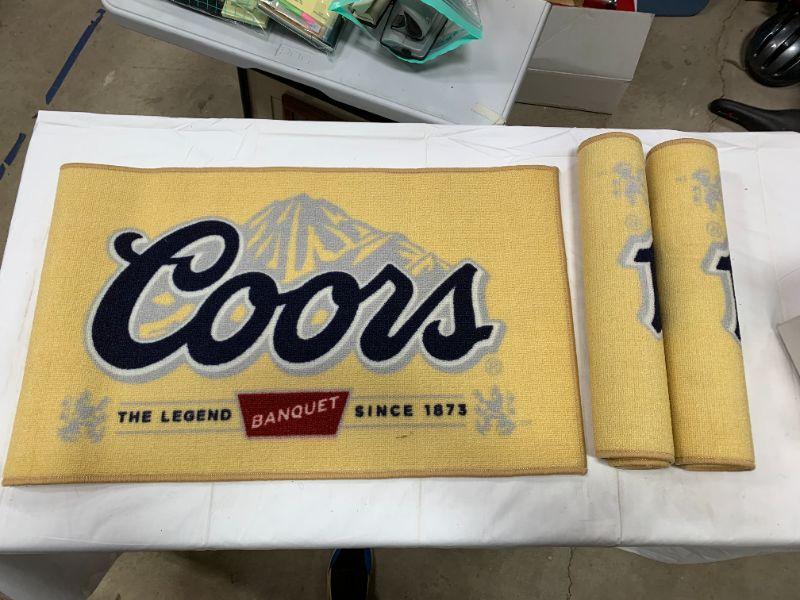 Coors®
THE LEGEND BANQUET SINCE 1873